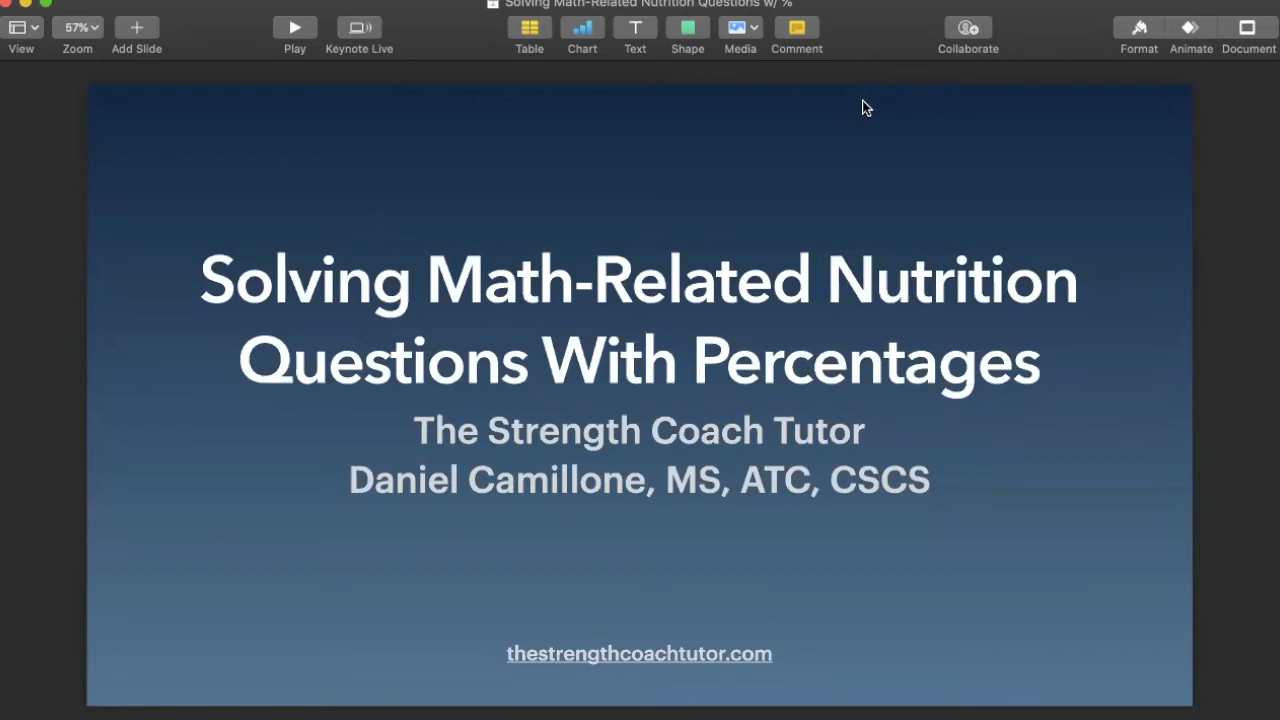 Solving Math-Related Nutrition Questions w/ %
57%
View
Zoom
Add Slide
Play
Keynote Live
Table
Chart
Text
Shape
Media
Comment
Collaborate
Format
Animate
Document
Solving Math-Related Nutrition
Questions With Percentages
The Strength Coach Tutor
Daniel Camillone, MS, ATC, CSCS
thestrengthcoachtutor.com